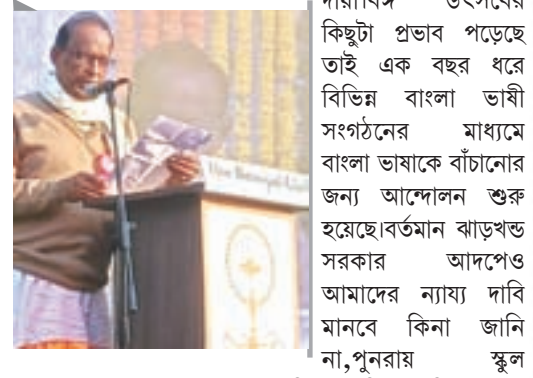 কিছুটা প্রভাব পড়েছে
তাই এক বছর ধরে
বিভিন্ন বাংলা ভাষী
সংগঠনের মাধ্যমে
বাংলা ভাষাকে বাঁচানোর
জন্য আন্দোলন শুরু
হয়েছে।বর্তমান ঝাড়খন্ড
সরকার আদপেও
আমাদের ন্যায্য দাবি
মানবে কিনা জানি
না,পুনরায় স্কুল